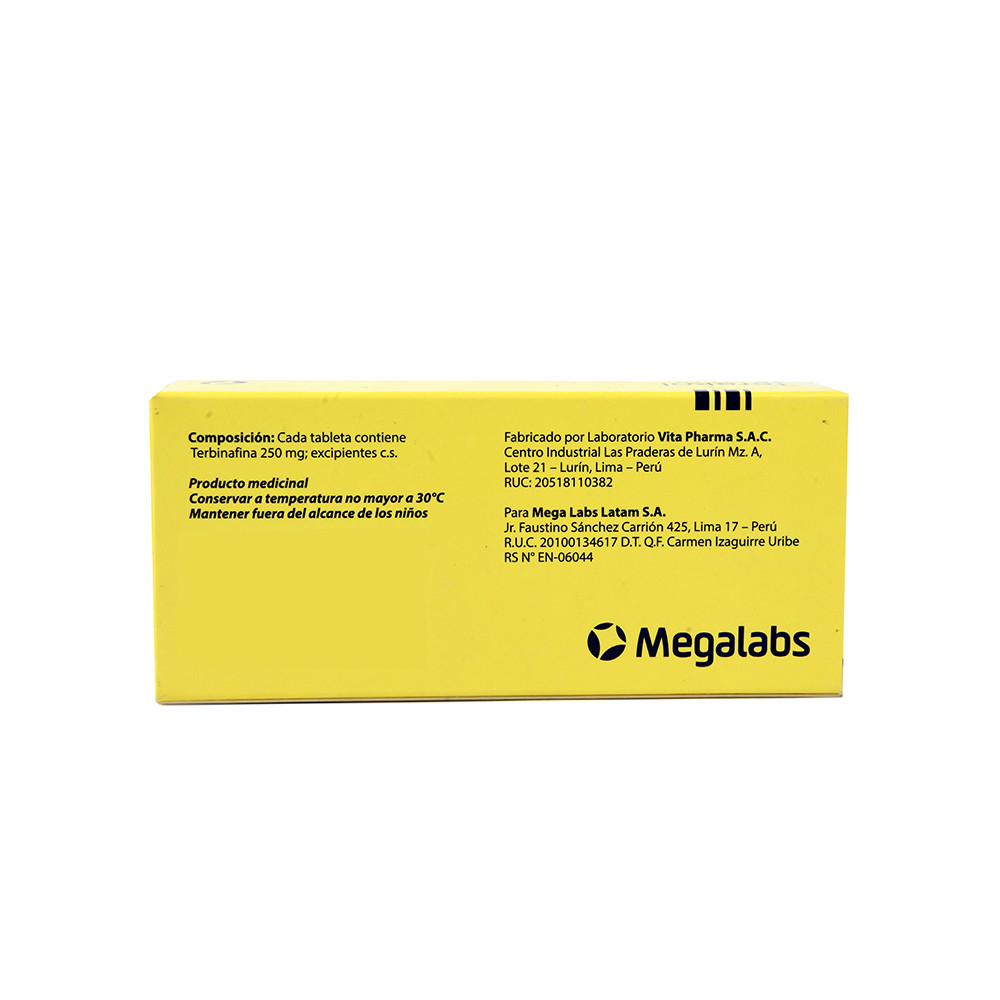 Composición: Cada tableta contiene
Terbinafina 250 mg; excipientes c.s.
Producto medicinal
Conservar a temperatura no mayor a 30°C
Mantener fuera del alcance de los niños
Fabricado por Laboratorio Vita Pharma S.A.C.
Centro Industrial Las Praderas de Lurín Mz. A,
Lote 21 – Lurín, Lima – Perú
RUC: 20518110382
Para Mega Labs Latam S.A.
Jr. Faustino Sánchez Carrión 425, Lima 17 – Perú
R.U.C. 20100134617 D.T. Q.F. Carmen Izaguirre Uribe
RS N° EN-06044
Megalabs